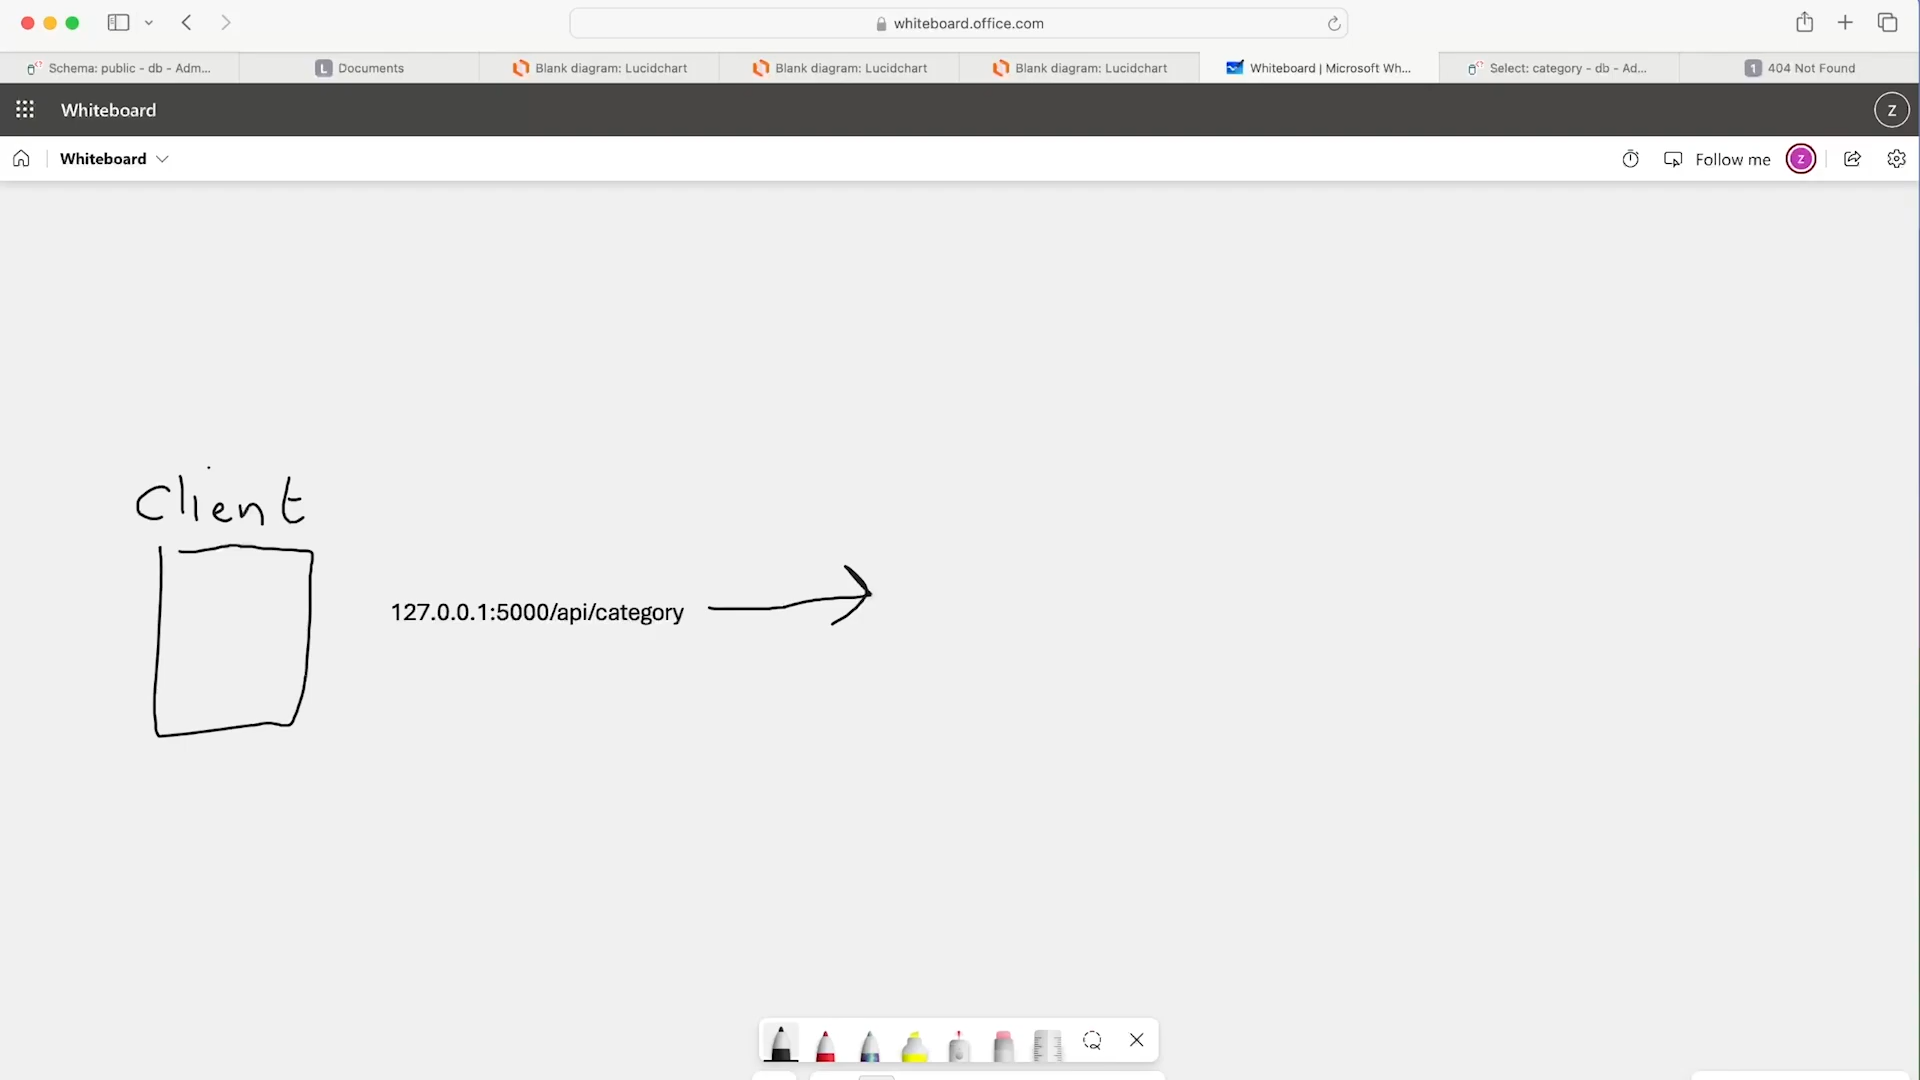 whiteboard.office.com
Schema: public - db - Adm...
L Documents
Blank diagram: Lucidchart
Blank diagram: Lucidchart
Blank diagram: Lucidchart
Whiteboard | Microsoft Wh...
Select: category - db - Ad...
1 404 Not Found
Whiteboard
Z
Whiteboard
Follow me
Z
Client
127.0.0.1:5000/api/category